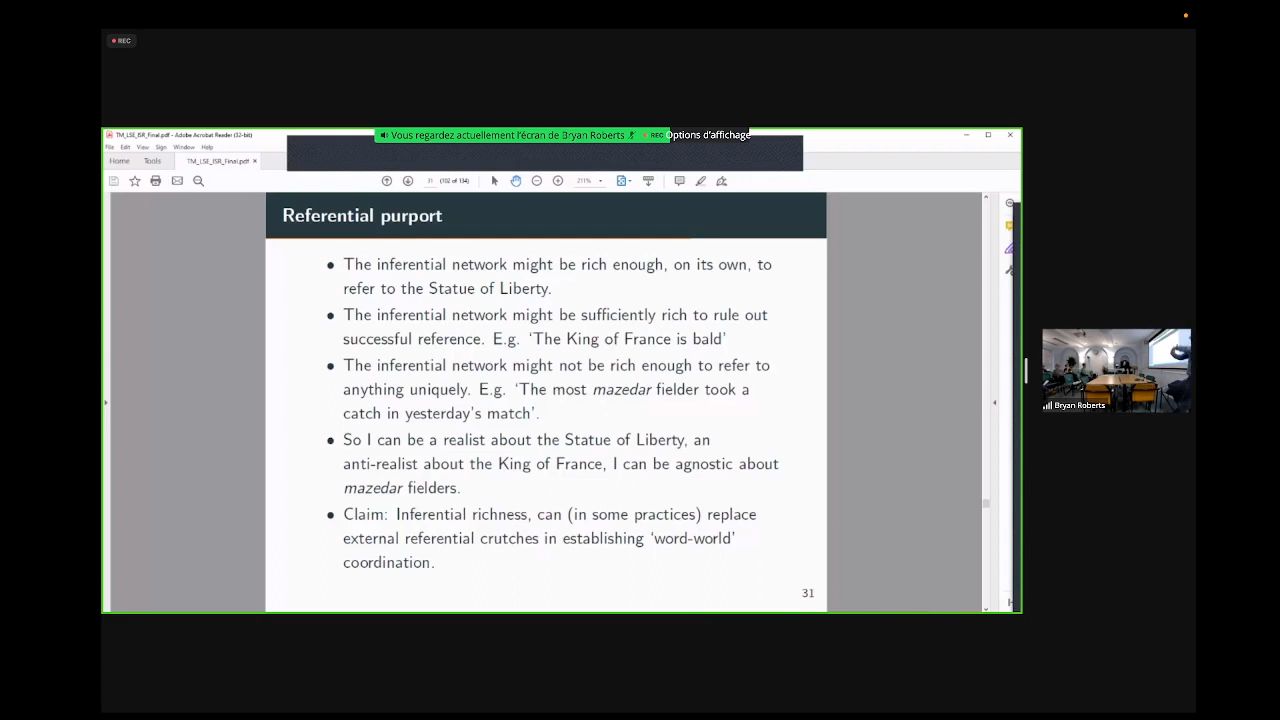 REC
TM_LSE_ISR_Final.pdf - Adobe Acrobat Reader (32-bit)
Vous regardez actuellement l'écran de Bryan Roberts
REC
Options d'affichage
File Edit View Sign Window Help
Home Tools TM_LSE_ISR_Final.pdf ×
31 (102 of 134)
211%
Referential purport
• The inferential network might be rich enough, on its own, to
refer to the Statue of Liberty.
• The inferential network might be sufficiently rich to rule out
successful reference. E.g. ‘The King of France is bald’
• The inferential network might not be rich enough to refer to
anything uniquely. E.g. ‘The most mazedar fielder took a
catch in yesterday’s match’.
• So I can be a realist about the Statue of Liberty, an
anti-realist about the King of France, I can be agnostic about
mazedar fielders.
• Claim: Inferential richness, can (in some practices) replace
external referential crutches in establishing ‘word-world’
coordination.
31
Bryan Roberts